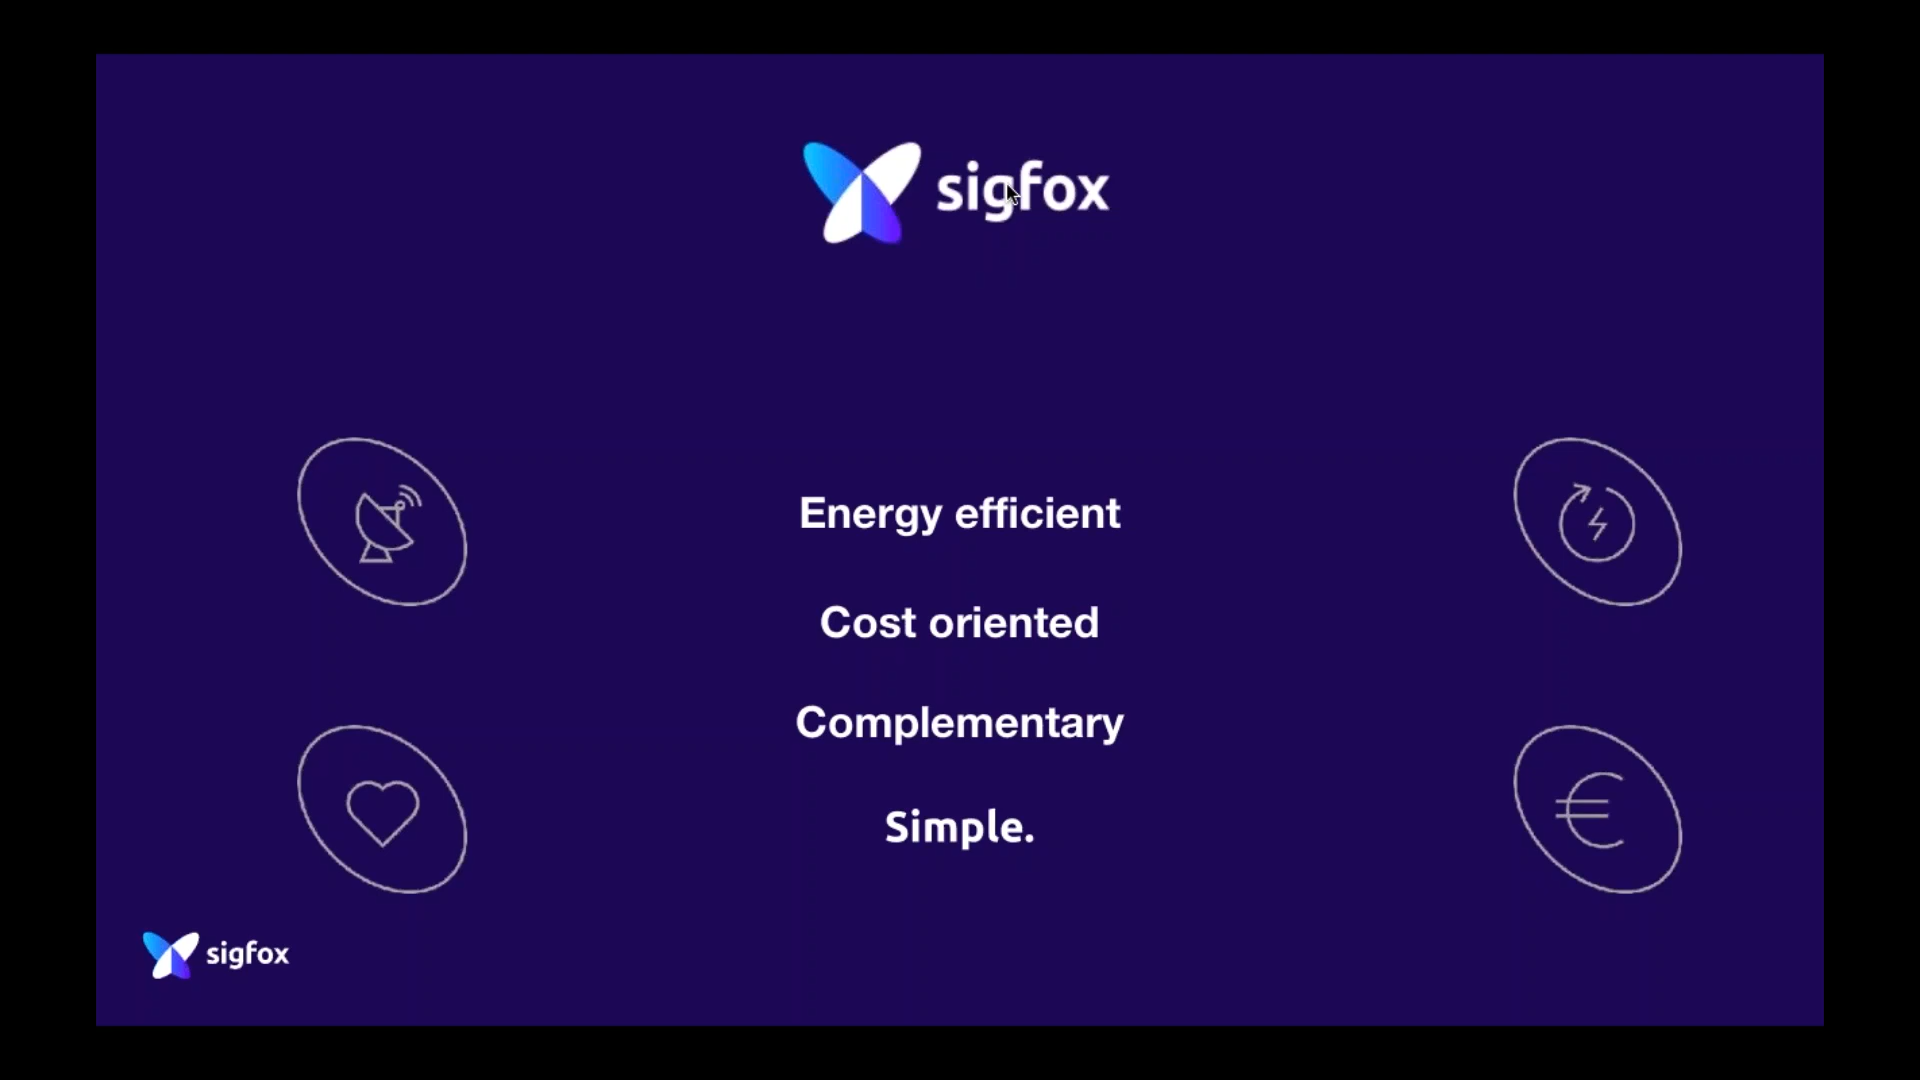 sigfox
Energy efficient
Cost oriented
Complementary
Simple.
sigfox